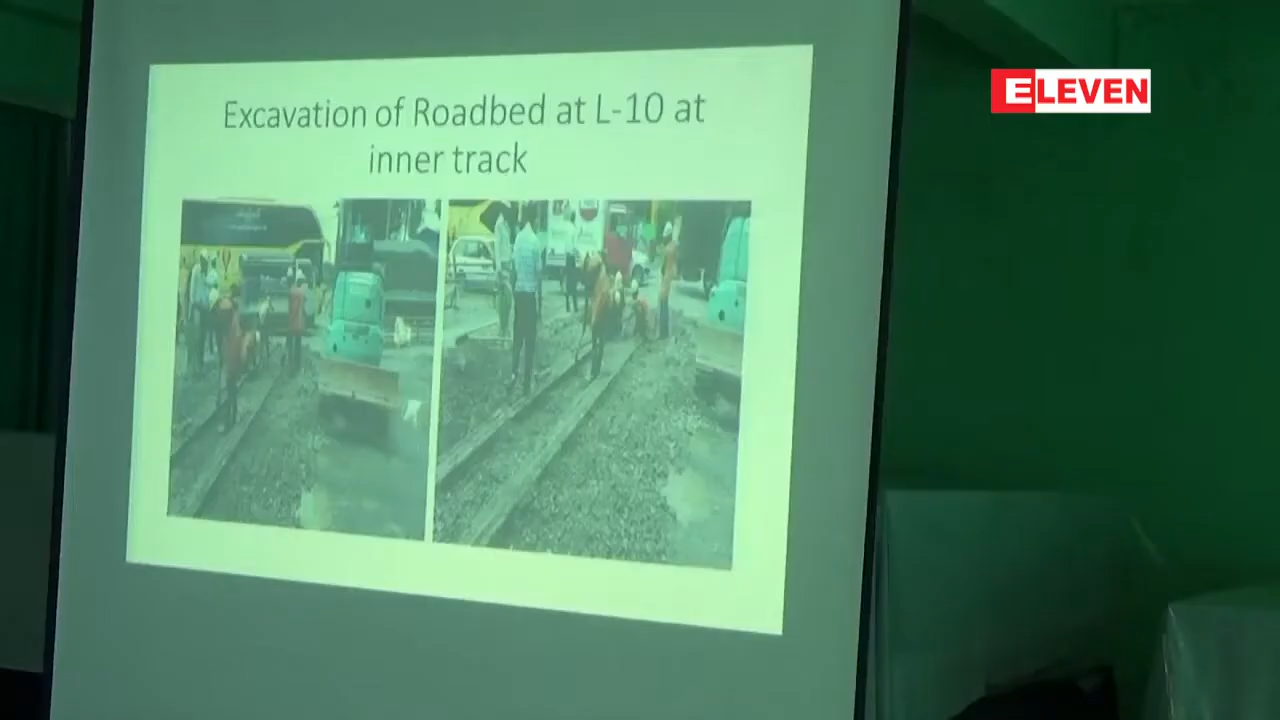 Excavation of Roadbed at L-10 at
inner track
ELEVEN